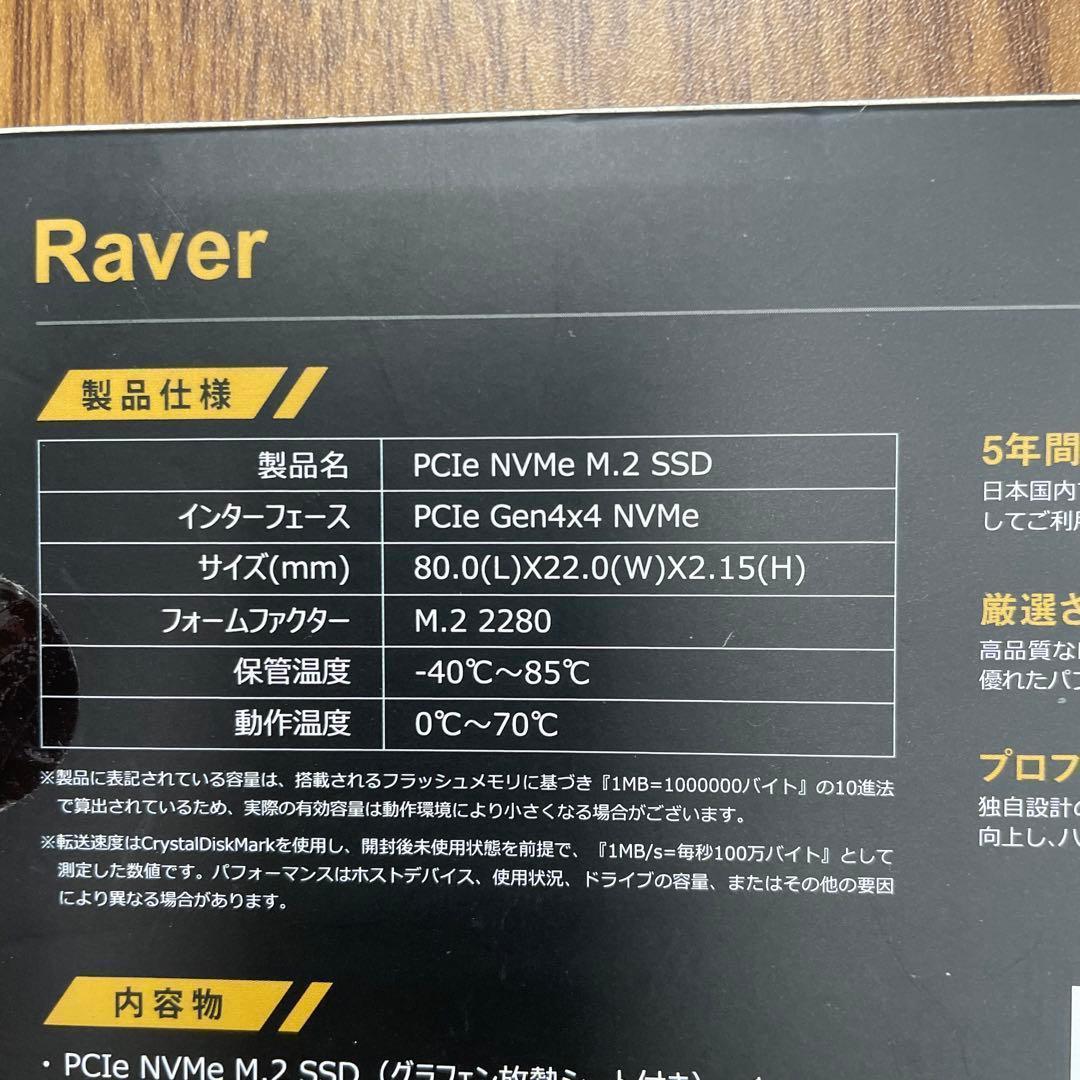 Raver
製品仕様
製品名 PCIe NVMe M.2 SSD
インターフェース PCIe Gen4x4 NVMe
サイズ(mm) 80.0(L)X22.0(W)X2.15(H)
フォームファクター M.2 2280
保管温度 -40℃～85℃
動作温度 0℃～70℃
※製品に表記されている容量は、搭載されるフラッシュメモリに基づき『1MB=1000000バイト』の10進法
で算出されているため、実際の有効容量は動作環境により小さくなる場合がございます。
※転送速度はCrystalDiskMarkを使用し、開封後未使用状態を前提で、『1MB/s=毎秒100万バイト』として
測定した数値です。パフォーマンスはホストデバイス、使用状況、ドライブの容量、またはその他の要因
により異なる場合があります。
内容物
・PCIe NVMe M.2 SSD（グラフェン放熱シート付き）
5年間
日本国内
してご利
厳選さ
高品質な
優れたパ
プロフ
独自設計
向上し、ハ